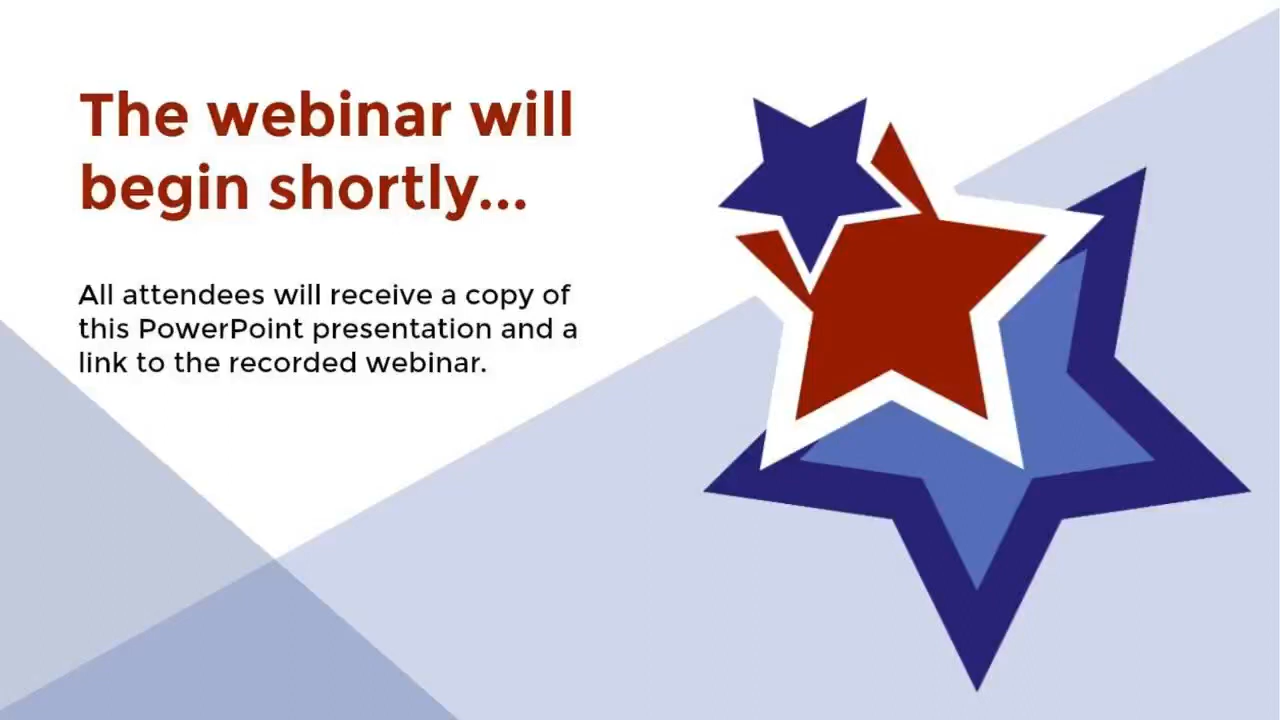 The webinar will
begin shortly...
All attendees will receive a copy of
this PowerPoint presentation and a
link to the recorded webinar.